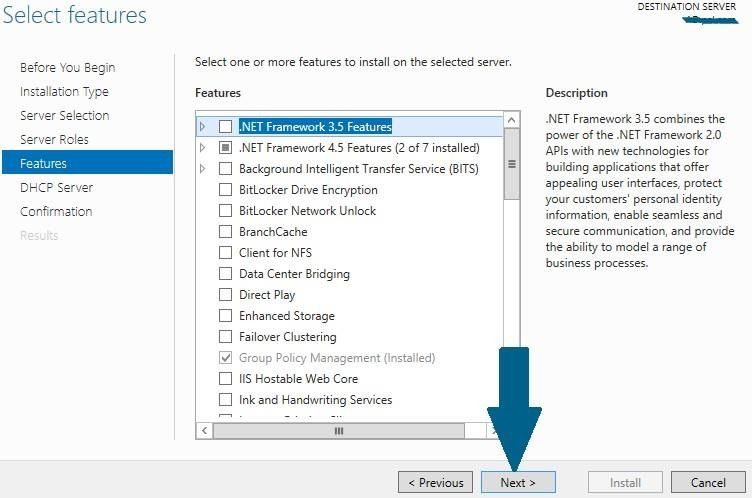 Select features
DESTINATION SERVER
Before You Begin
Installation Type
Server Selection
Server Roles
Features
DHCP Server
Confirmation
Results
Select one or more features to install on the selected server.
Features
.NET Framework 3.5 Features
.NET Framework 4.5 Features (2 of 7 installed)
Background Intelligent Transfer Service (BITS)
BitLocker Drive Encryption
BitLocker Network Unlock
BranchCache
Client for NFS
Data Center Bridging
Direct Play
Enhanced Storage
Failover Clustering
Group Policy Management (Installed)
IIS Hostable Web Core
Ink and Handwriting Services
Description
.NET Framework 3.5 combines the
power of the .NET Framework 2.0
APIs with new technologies for
building applications that offer
appealing user interfaces, protect
your customers' personal identity
information, enable seamless and
secure communication, and provide
the ability to model a range of
business processes.
< Previous
Next >
Install
Cancel